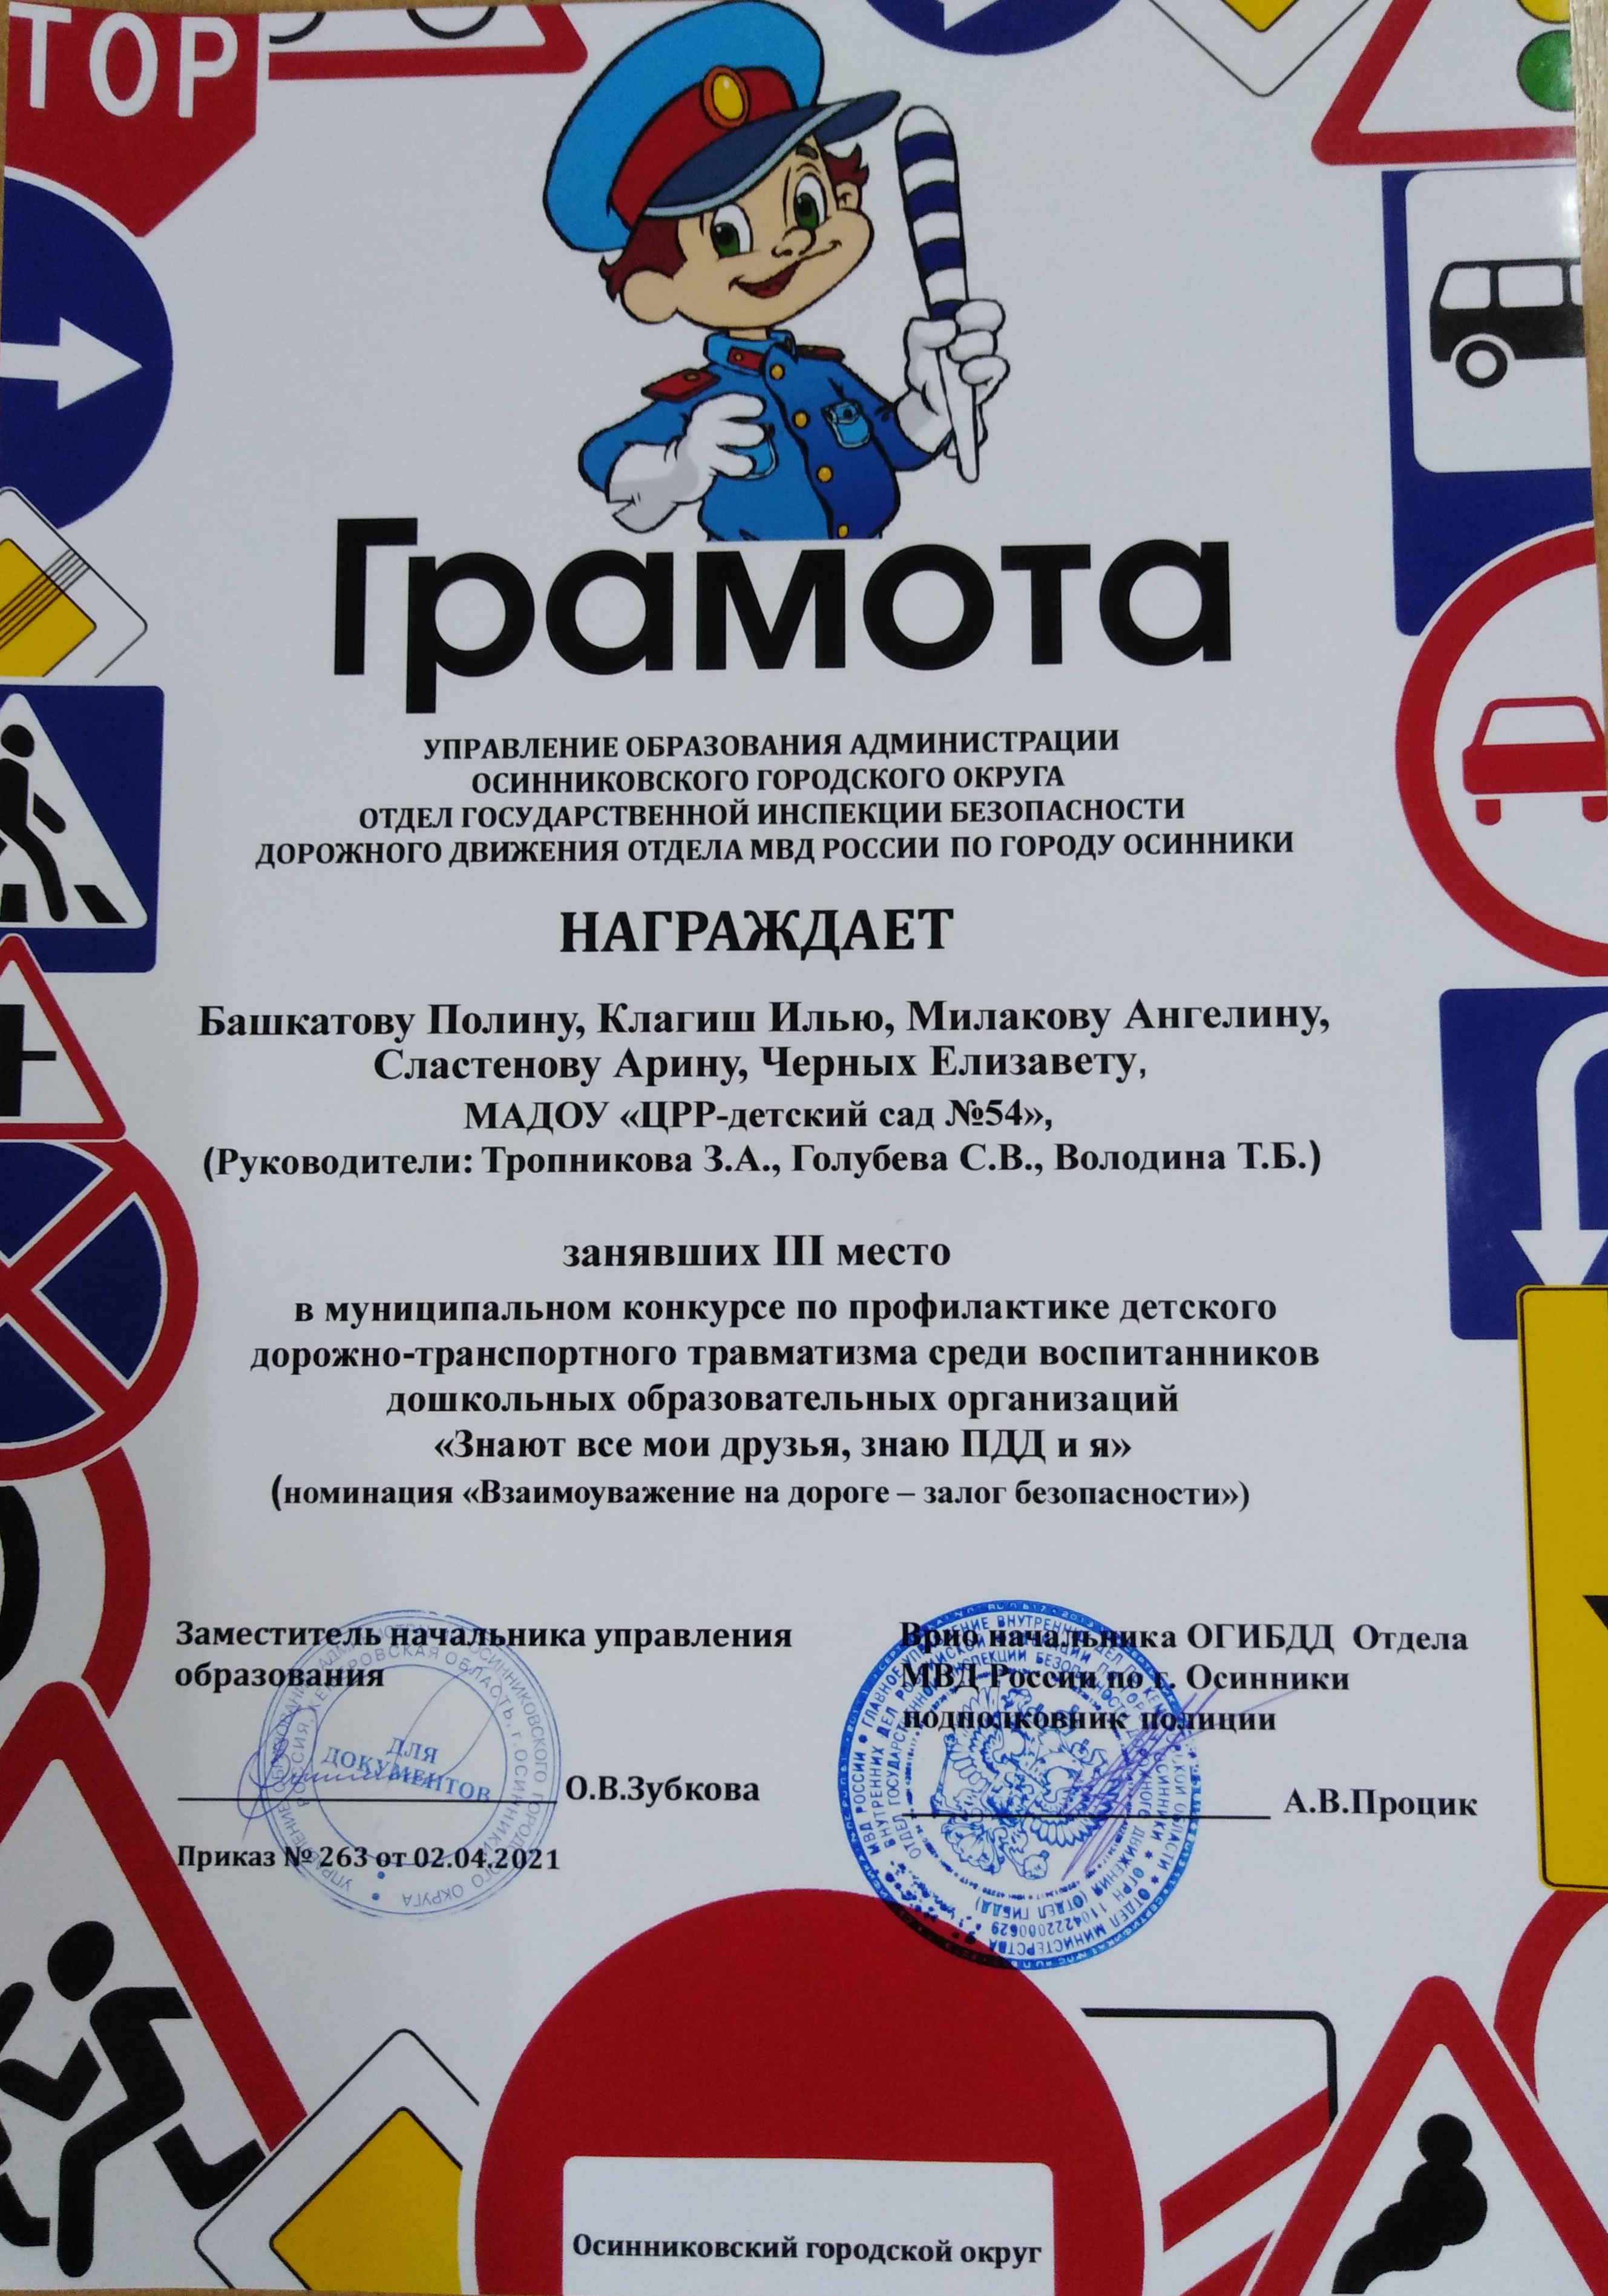 ТОР
Грамота
УПРАВЛЕНИЕ ОБРАЗОВАНИЯ АДМИНИСТРАЦИИ
ОСИННИКОВСКОГО ГОРОДСКОГО ОКРУГА
ОТДЕЛ ГОСУДАРСТВЕННОЙ ИНСПЕКЦИИ БЕЗОПАСНОСТИ
ДОРОЖНОГО ДВИЖЕНИЯ ОТДЕЛА МВД РОССИИ ПО ГОРОДУ ОСИННИКИ
НАГРАЖДАЕТ
Башкатову Полину, Клагиш Илью, Милакову Ангелину,
Сластенову Арину, Черных Елизавету,
МАДОУ «ЦРР-детский сад №54»,
(Руководители: Тропникова З.А., Голубева С.В., Володина Т.Б.)
занявших III место
в муниципальном конкурсе по профилактике детского
дорожно-транспортного травматизма среди воспитанников
дошкольных образовательных организаций
«Знают все мои друзья, знаю ПДД и я»
(номинация «Взаимоуважение на дороге – залог безопасности»)
Заместитель начальника управления
образования
О.В.Зубкова
Приказ № 263 от 02.04.2021
ДЛЯ
ДОКУМЕНТОВ
Врио начальника ОГИБДД Отдела
МВД России по г. Осинники
подполковник полиции
А.В.Процик
Осинниковский городской округ